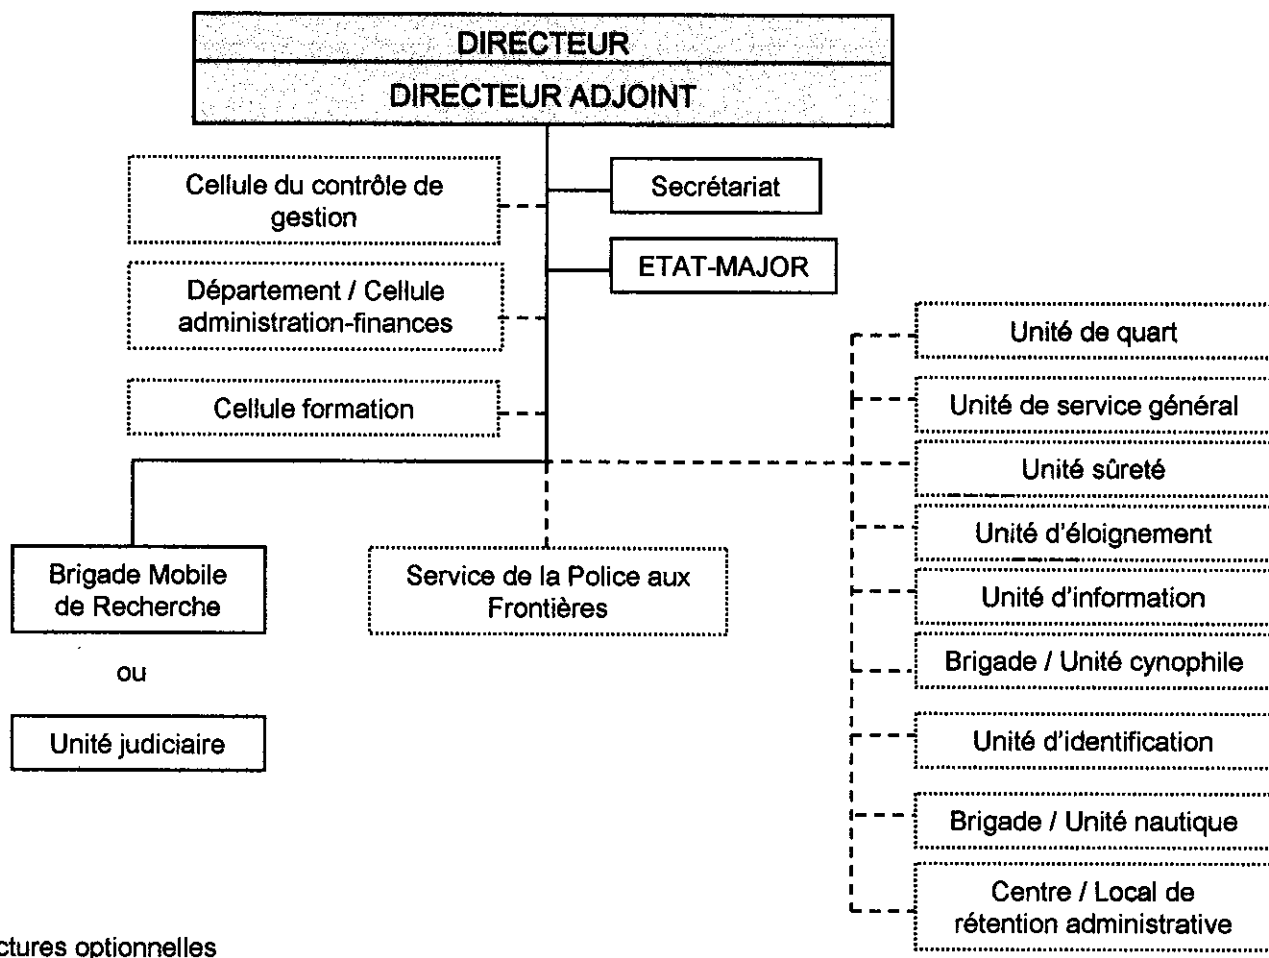 DIRECTEUR
DIRECTEUR ADJOINT
Cellule du contrôle de
gestion
Secrétariat
ETAT-MAJOR
Département / Cellule
administration-finances
Cellule formation
Unité de quart
Unité de service général
Unité sûreté
Unité d'éloignement
Unité d'information
Brigade / Unité cynophile
Unité d'identification
Brigade / Unité nautique
Centre / Local de
rétention administrative
Brigade Mobile
de Recherche
ou
Unité judiciaire
Service de la Police aux
Frontières
ctures optionnelles